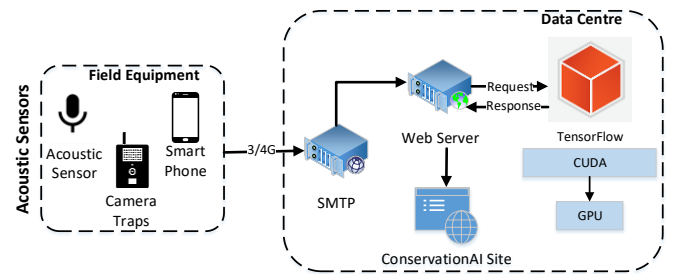 Data Centre
Field Equipment
Acoustic Sensors
Acoustic
Sensor
Camera
Traps
Smart
Phone
3/4G
SMTP
Web Server
Request
Response
TensorFlow
CUDA
GPU
ConservationAI Site